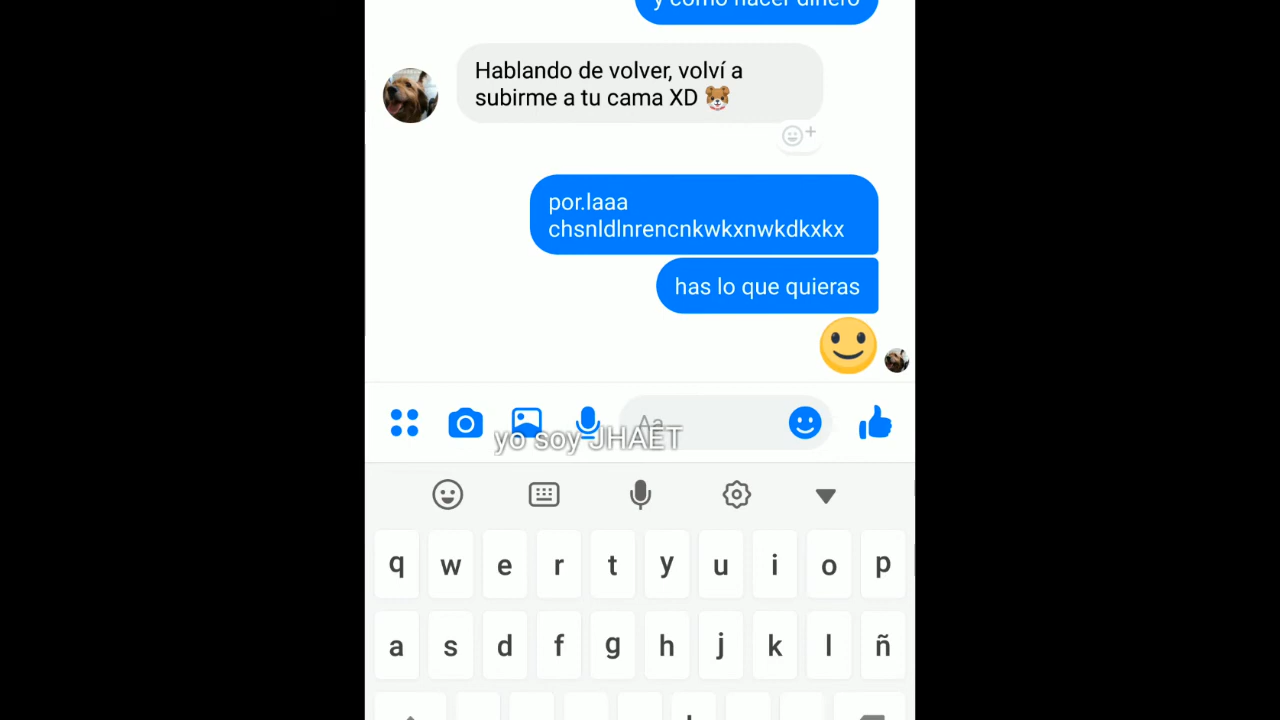 y como hacer dinero
Hablando de volver, volví a
subirme a tu cama XD 🐶
por.laaa
chsnldlnrencnkwkxnwkdkxkx
has lo que quieras
Aa
yo soy JHAET
q w e r t y u i o p
a s d f g h j k l ñ